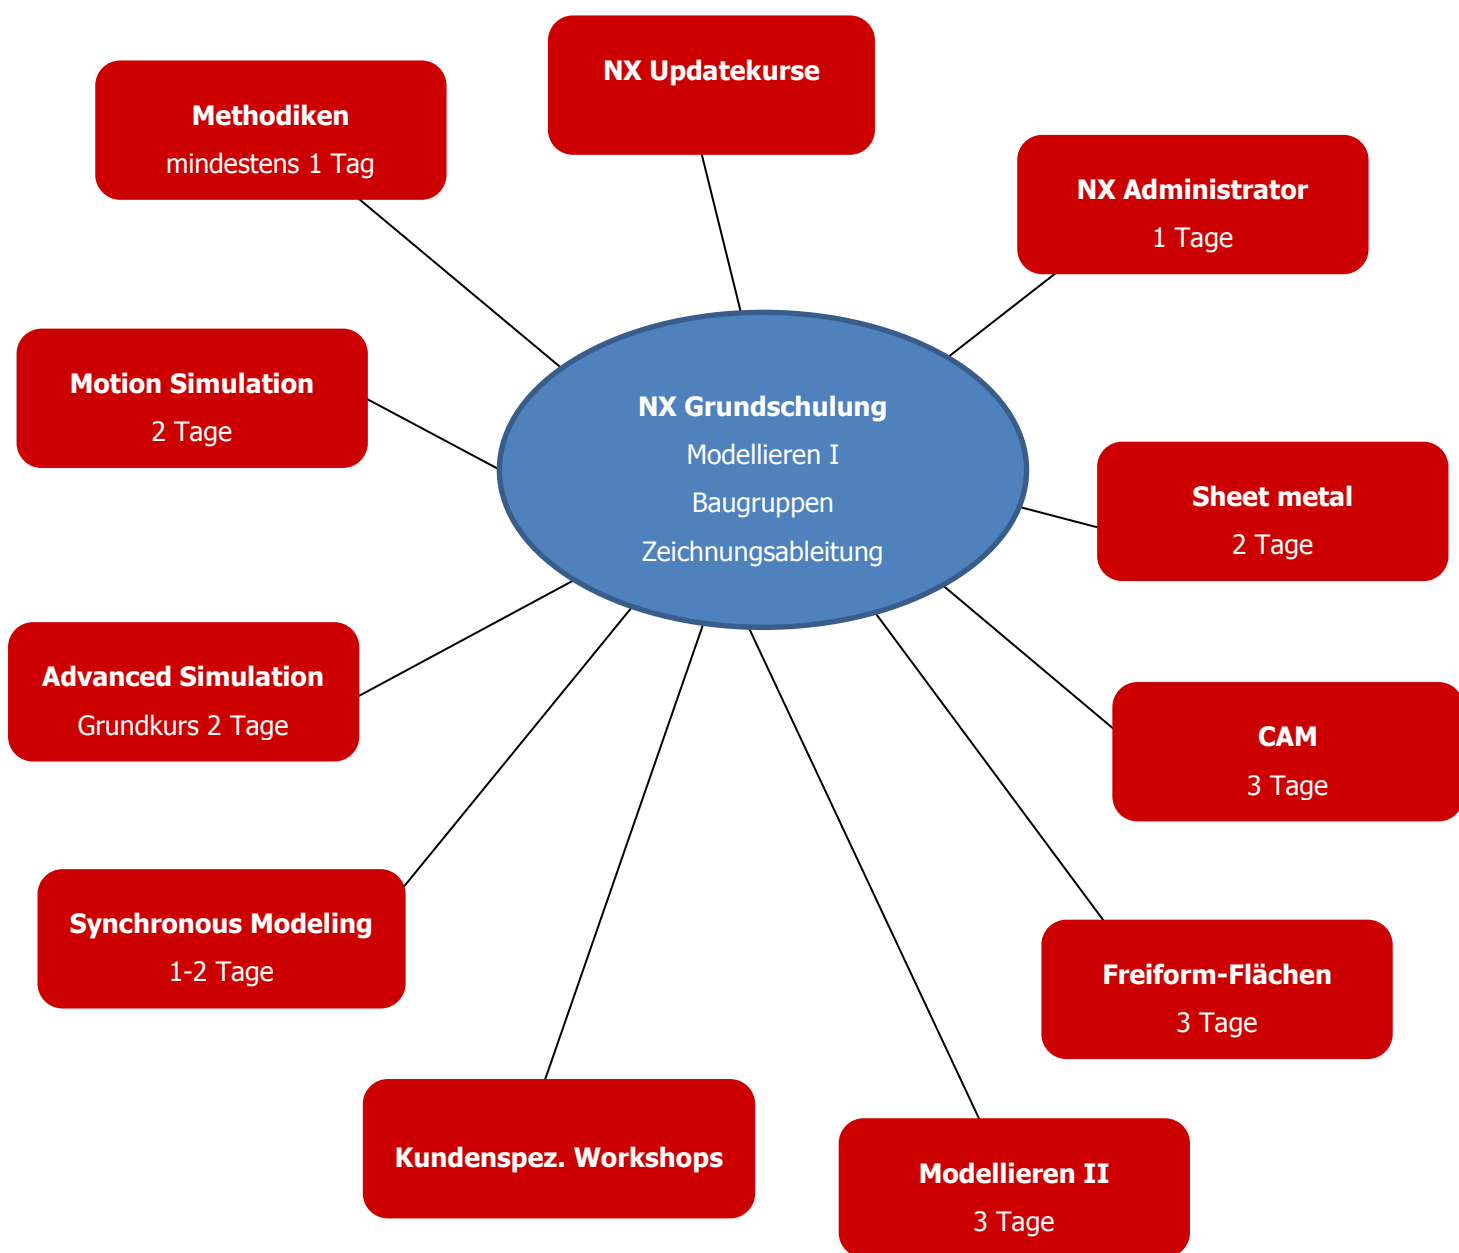 NX Updatekurse
Methodiken
mindestens 1 Tag
NX Administrator
1 Tage
Motion Simulation
2 Tage
NX Grundschulung
Modellieren I
Baugruppen
Zeichnungsableitung
Sheet metal
2 Tage
Advanced Simulation
Grundkurs 2 Tage
CAM
3 Tage
Synchronous Modeling
1-2 Tage
Freiform-Flächen
3 Tage
Kundenspez. Workshops
Modellieren II
3 Tage